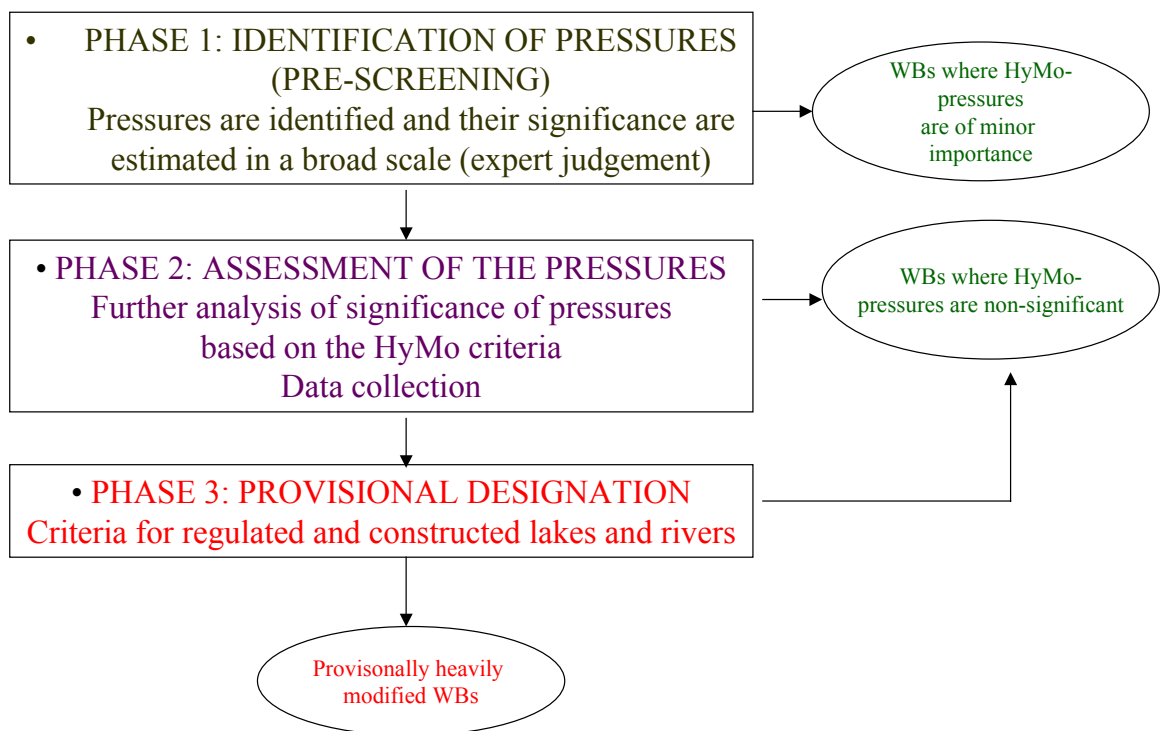 • PHASE 1: IDENTIFICATION OF PRESSURES
(PRE-SCREENING)
Pressures are identified and their significance are
estimated in a broad scale (expert judgement)
WBs where HyMo-
pressures
are of minor
importance
• PHASE 2: ASSESSMENT OF THE PRESSURES
Further analysis of significance of pressures
based on the HyMo criteria
Data collection
WBs where HyMo-
pressures are non-significant
• PHASE 3: PROVISIONAL DESIGNATION
Criteria for regulated and constructed lakes and rivers
Provisonally heavily
modified WBs